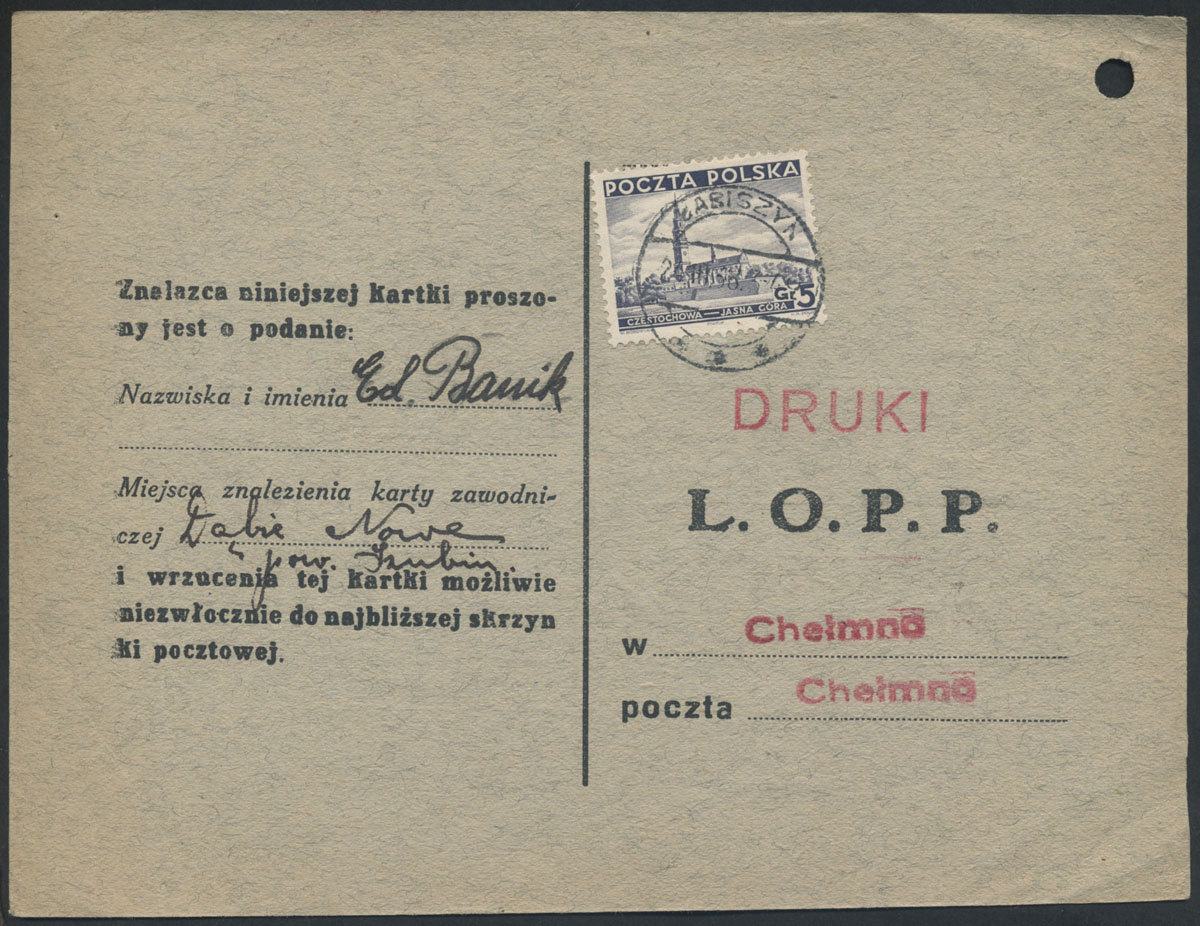 Znalazca niniejszej kartki proszo-
ny jest o podanie:
Nazwiska i imienia Ed. Banik
Miejsca znalezienia karty zawodni-
czej Dąbie Nowe
pow. Szubin
i wrzucenia tej kartki możliwie
niezwłocznie do najbliższej skrzyn
ki pocztowej.
POCZTA POLSKA
Gr 5
CZĘSTOCHOWA — JASNA GÓRA
ŁABISZYN
DRUKI
L. O. P. P.
w Chełmno
poczta Chełmno